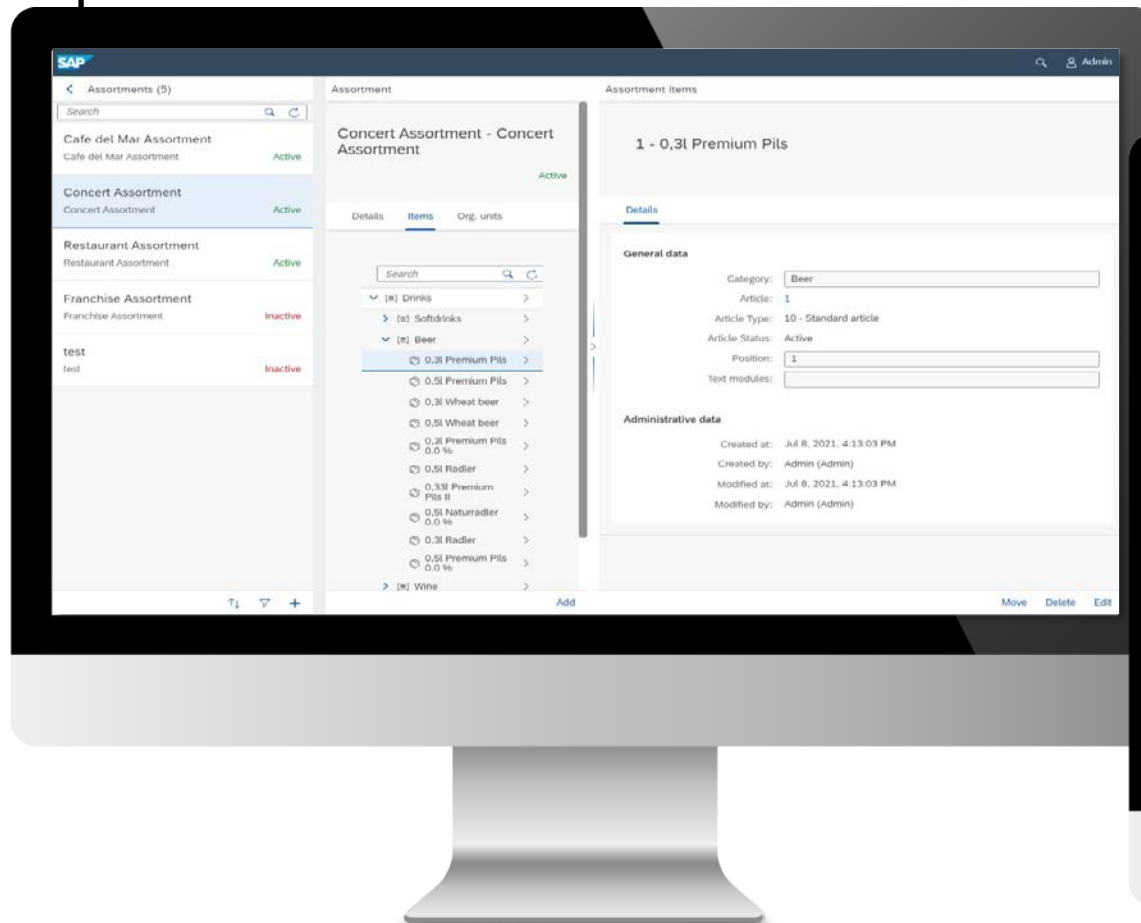 SAP
Admin
Assortments (5)
Search
Cafe del Mar Assortment
Cafe del Mar Assortment
Active
Concert Assortment
Concert Assortment
Active
Restaurant Assortment
Restaurant Assortment
Active
Franchise Assortment
Franchise Assortment
Inactive
test
test
Inactive
Assortment
Concert Assortment - Concert
Assortment
Active
Details Items Org. units
Search
Drinks
Softdrinks
Beer
0,3l Premium Pils
0,5l Premium Pils
0,3l Wheat beer
0,5l Wheat beer
0,3l Premium Pils
0.0 %
0,5l Radler
0,33l Premium
Pils II
0,5l Naturradler
0.0 %
0,3l Radler
0,5l Premium Pils
0.0 %
Wine
Add
Assortment items
1 - 0,3l Premium Pils
Details
General data
Category: Beer
Article: 1
Article Type: 10 - Standard article
Article Status: Active
Position: 1
Text modules:
Administrative data
Created at: Jul 8, 2021, 4:13:03 PM
Created by: Admin (Admin)
Modified at: Jul 8, 2021, 4:13:03 PM
Modified by: Admin (Admin)
Move Delete Edit